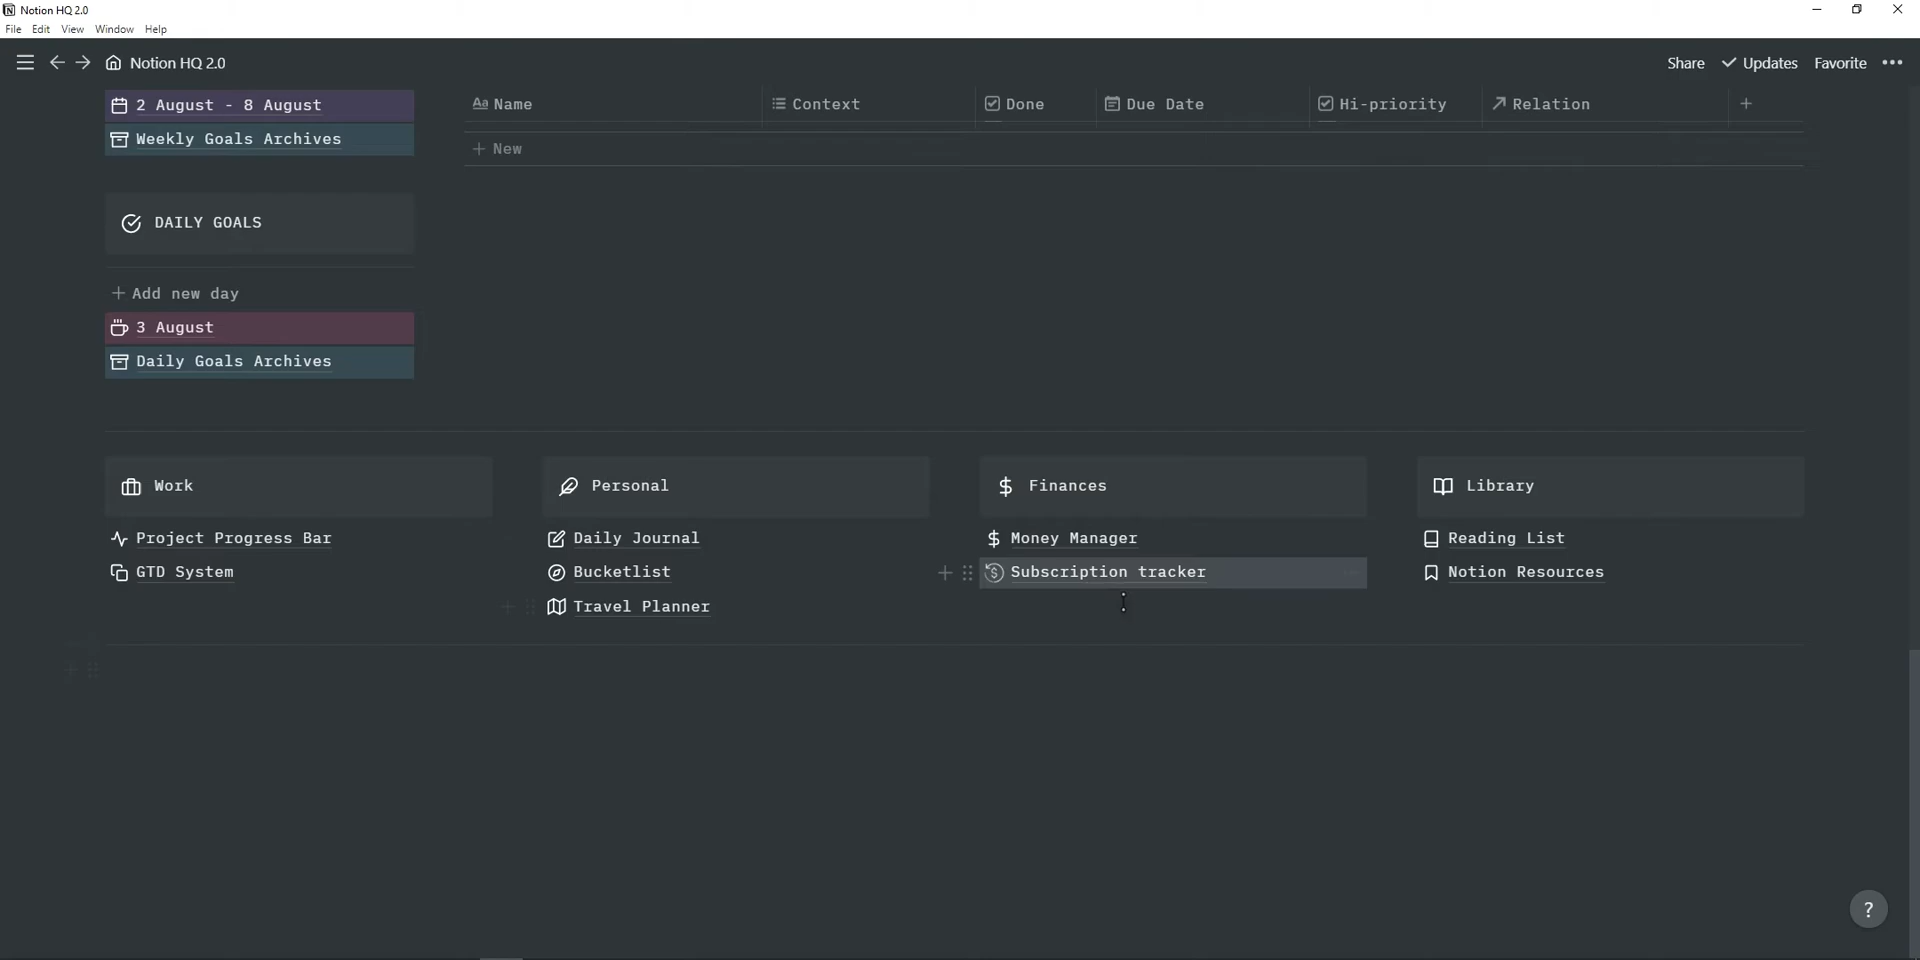 Notion HQ 2.0
File Edit View Window Help
Notion HQ 2.0 Share Updates Favorite
2 August - 8 August
Weekly Goals Archives
Aa Name Context Done Due Date Hi-priority Relation
+ New
DAILY GOALS
+ Add new day
3 August
Daily Goals Archives
Work
Project Progress Bar
GTD System
Personal
Daily Journal
Bucketlist
Travel Planner
$ Finances
$ Money Manager
Subscription tracker
Library
Reading List
Notion Resources
?